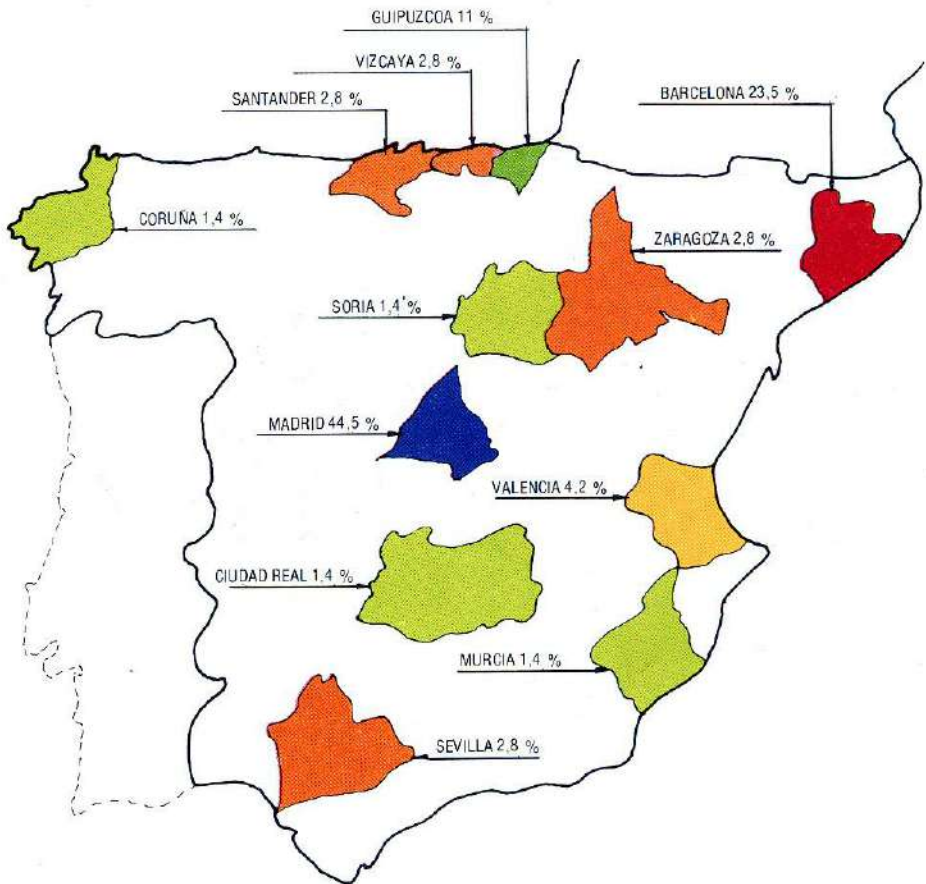 GUIPUZCOA 11 %
VIZCAYA 2,8 %
SANTANDER 2,8 %
BARCELONA 23,5 %
CORUÑA 1,4 %
ZARAGOZA 2,8 %
SORIA 1,4 %
MADRID 44,5 %
VALENCIA 4,2 %
CIUDAD REAL 1,4 %
MURCIA 1,4 %
SEVILLA 2,8 %